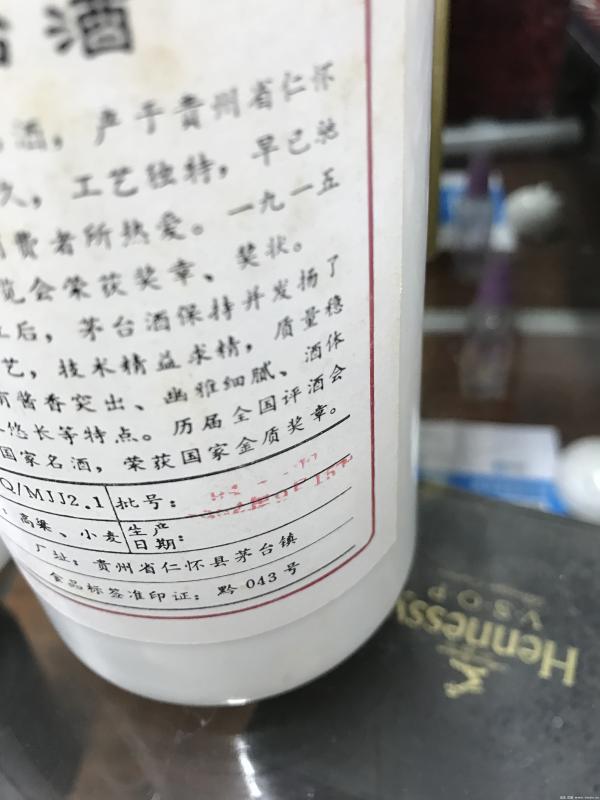 酒
酒，产于贵州省仁怀
久，工艺独特，早已驰
费者所热爱。一九一五
览会荣获奖章、奖状。
后，茅台酒保持并发扬了
艺，技术精益求精，质量稳
有酱香突出、幽雅细腻、酒体
悠长等特点。历届全国评酒会
国家名酒，荣获国家金质奖章。
Q/MJJ2.1 批号：
：高粱、小麦 生产日期：
厂址：贵州省仁怀县茅台镇
食品标签准印证：黔 043 号
Hennessy
VSOP